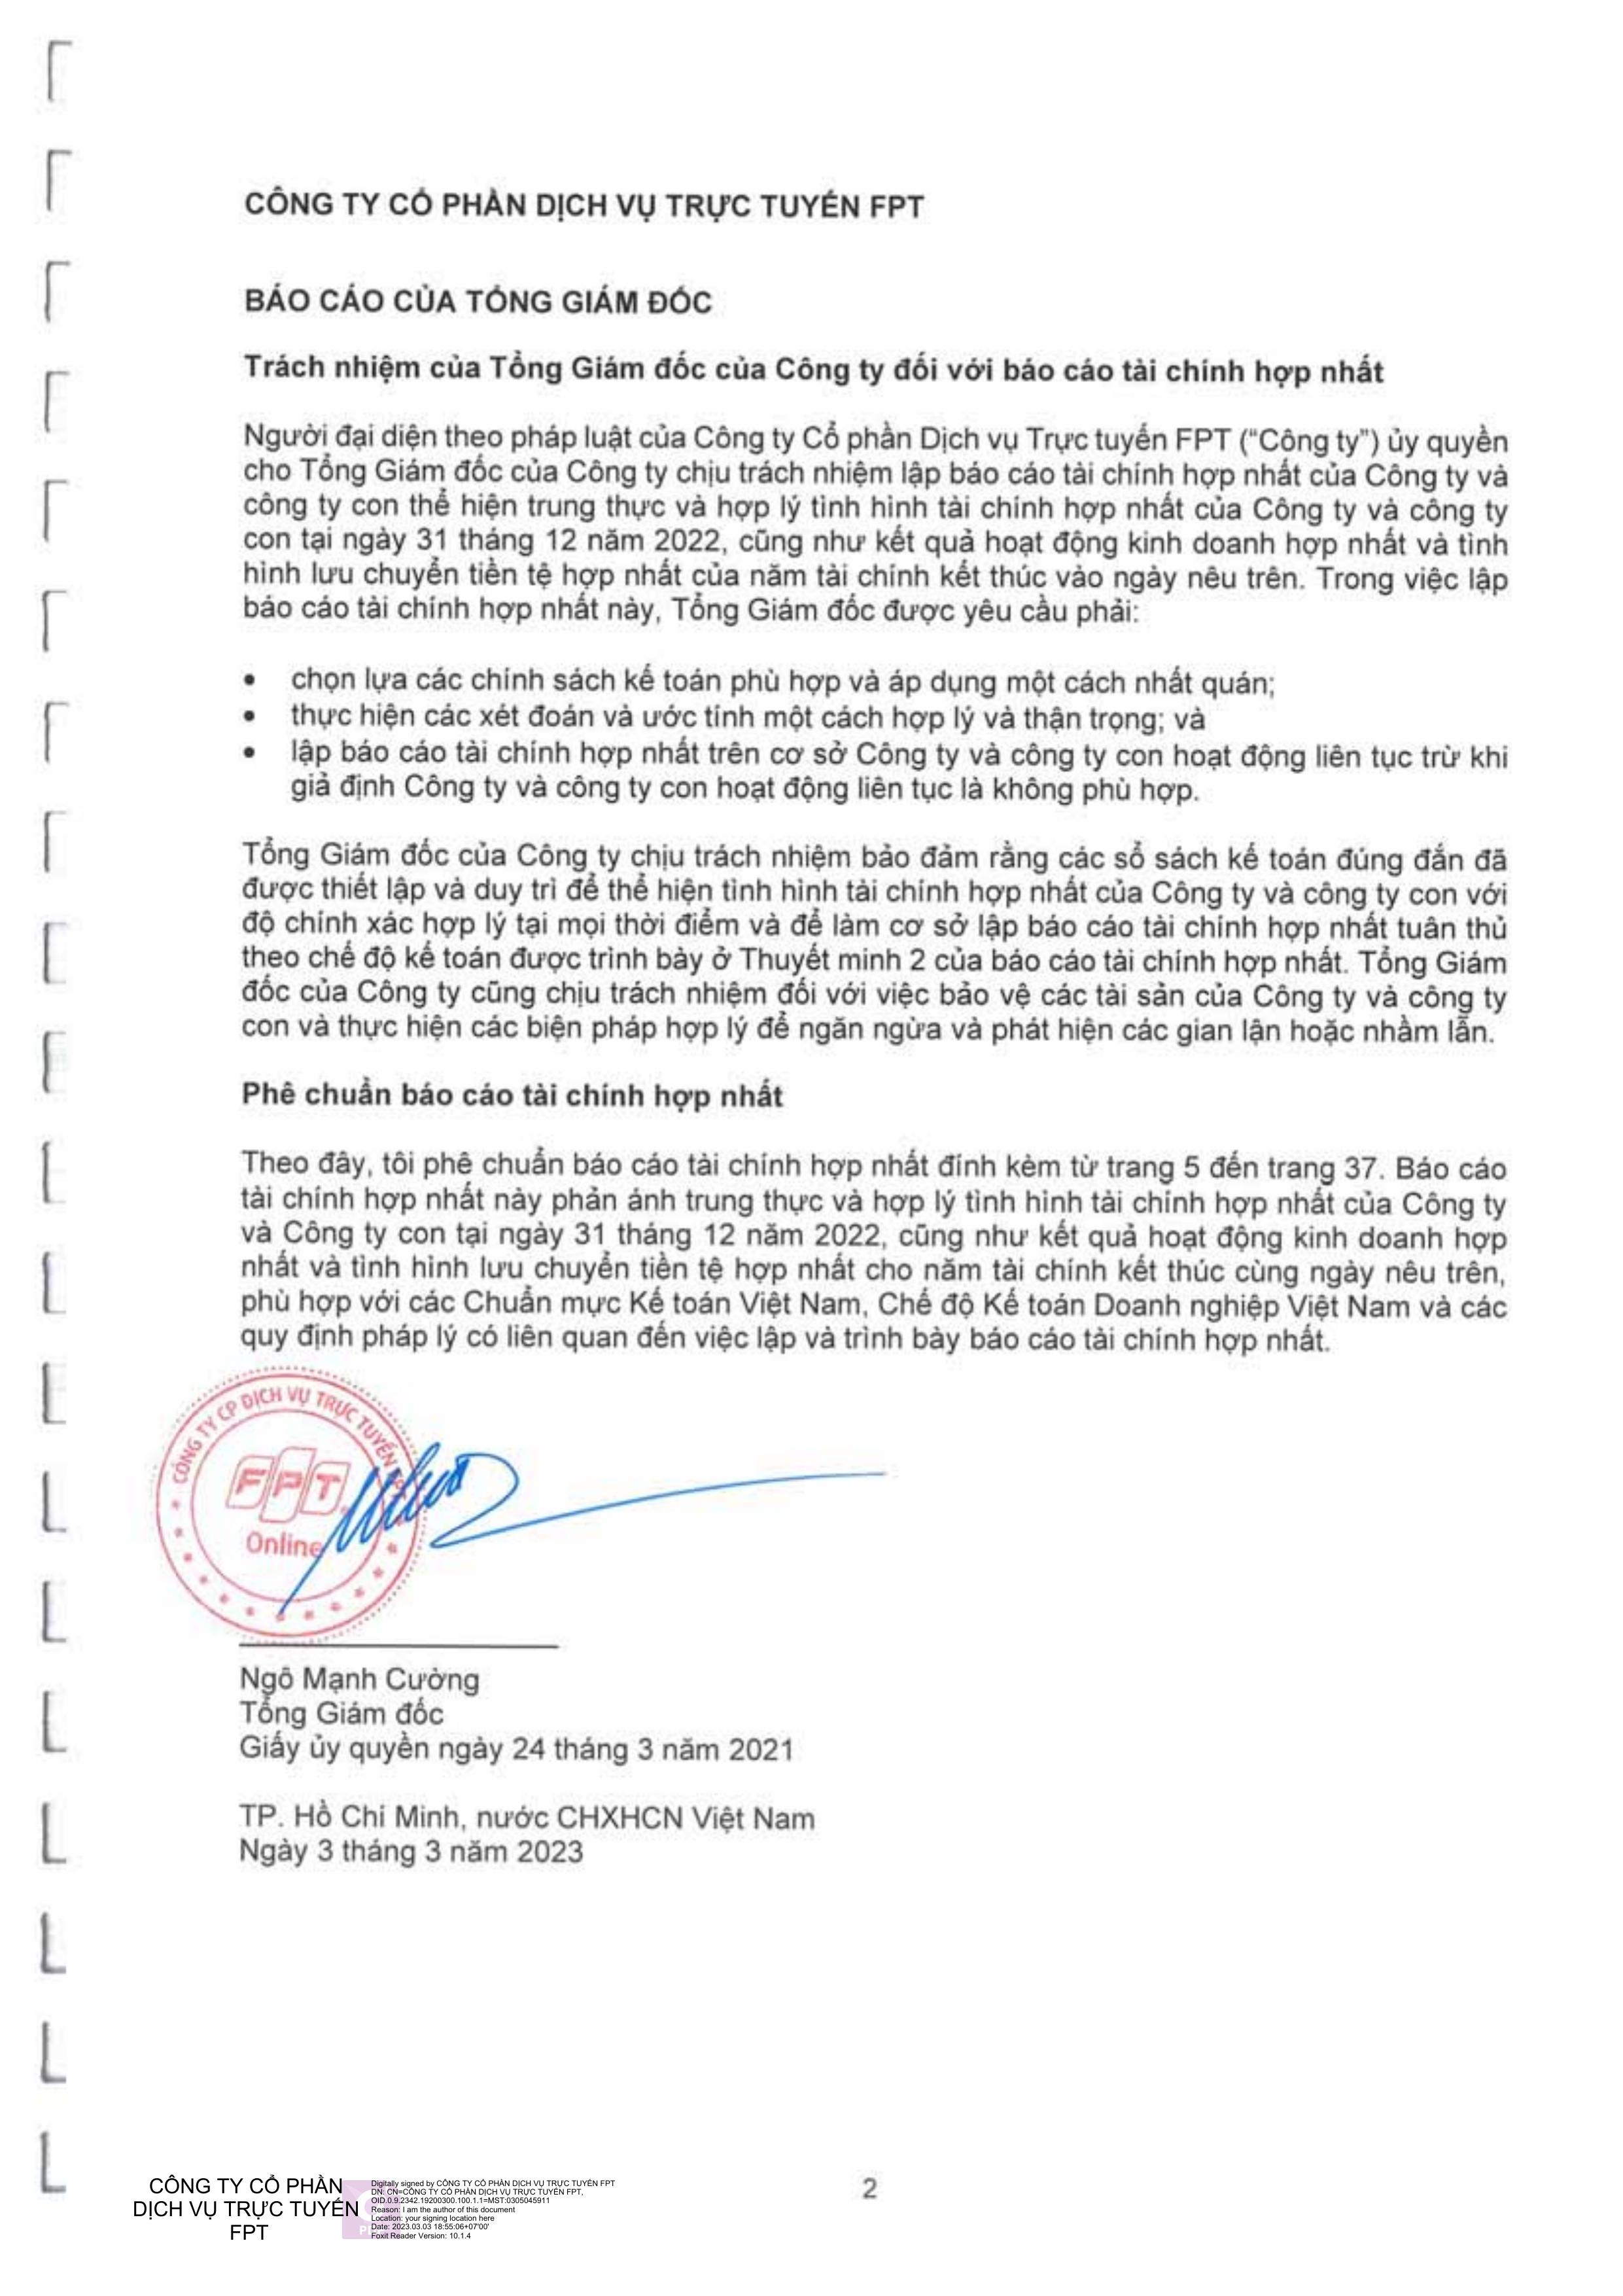 CÔNG TY CỔ PHẦN DỊCH VỤ TRỰC TUYẾN FPT
BÁO CÁO CỦA TỔNG GIÁM ĐỐC
Trách nhiệm của Tổng Giám đốc của Công ty đối với báo cáo tài chính hợp nhất
Người đại diện theo pháp luật của Công ty Cổ phần Dịch vụ Trực tuyến FPT (“Công ty”) ủy quyền
cho Tổng Giám đốc của Công ty chịu trách nhiệm lập báo cáo tài chính hợp nhất của Công ty và
công ty con thể hiện trung thực và hợp lý tình hình tài chính hợp nhất của Công ty và công ty
con tại ngày 31 tháng 12 năm 2022, cũng như kết quả hoạt động kinh doanh hợp nhất và tình
hình lưu chuyển tiền tệ hợp nhất của năm tài chính kết thúc vào ngày nêu trên. Trong việc lập
báo cáo tài chính hợp nhất này, Tổng Giám đốc được yêu cầu phải:
• chọn lựa các chính sách kế toán phù hợp và áp dụng một cách nhất quán;
• thực hiện các xét đoán và ước tính một cách hợp lý và thận trọng; và
• lập báo cáo tài chính hợp nhất trên cơ sở Công ty và công ty con hoạt động liên tục trừ khi
giả định Công ty và công ty con hoạt động liên tục là không phù hợp.
Tổng Giám đốc của Công ty chịu trách nhiệm bảo đảm rằng các sổ sách kế toán đúng đắn đã
được thiết lập và duy trì để thể hiện tình hình tài chính hợp nhất của Công ty và công ty con với
độ chính xác hợp lý tại mọi thời điểm và để làm cơ sở lập báo cáo tài chính hợp nhất tuân thủ
theo chế độ kế toán được trình bày ở Thuyết minh 2 của báo cáo tài chính hợp nhất. Tổng Giám
đốc của Công ty cũng chịu trách nhiệm đối với việc bảo vệ các tài sản của Công ty và công ty
con và thực hiện các biện pháp hợp lý để ngăn ngừa và phát hiện các gian lận hoặc nhầm lẫn.
Phê chuẩn báo cáo tài chính hợp nhất
Theo đây, tôi phê chuẩn báo cáo tài chính hợp nhất đính kèm từ trang 5 đến trang 37. Báo cáo
tài chính hợp nhất này phản ánh trung thực và hợp lý tình hình tài chính hợp nhất của Công ty
và Công ty con tại ngày 31 tháng 12 năm 2022, cũng như kết quả hoạt động kinh doanh hợp
nhất và tình hình lưu chuyển tiền tệ hợp nhất cho năm tài chính kết thúc cùng ngày nêu trên,
phù hợp với các Chuẩn mực Kế toán Việt Nam, Chế độ Kế toán Doanh nghiệp Việt Nam và các
quy định pháp lý có liên quan đến việc lập và trình bày báo cáo tài chính hợp nhất.
CÔNG TY CP DỊCH VỤ TRỰC TUYẾN
FPT
Online
Ngô Mạnh Cường
Tổng Giám đốc
Giấy ủy quyền ngày 24 tháng 3 năm 2021
TP. Hồ Chí Minh, nước CHXHCN Việt Nam
Ngày 3 tháng 3 năm 2023
2
CÔNG TY CỔ PHẦN
DỊCH VỤ TRỰC TUYẾN
FPT
Digitally signed by CÔNG TY CỔ PHẦN DỊCH VỤ TRỰC TUYẾN FPT
DN: CN=CÔNG TY CỔ PHẦN DỊCH VỤ TRỰC TUYẾN FPT,
OID.0.9.2342.19200300.100.1.1=MST:0305045911
Reason: I am the author of this document
Location: your signing location here
Date: 2023.03.03 18:55:06+07'00'
Foxit Reader Version: 10.1.4